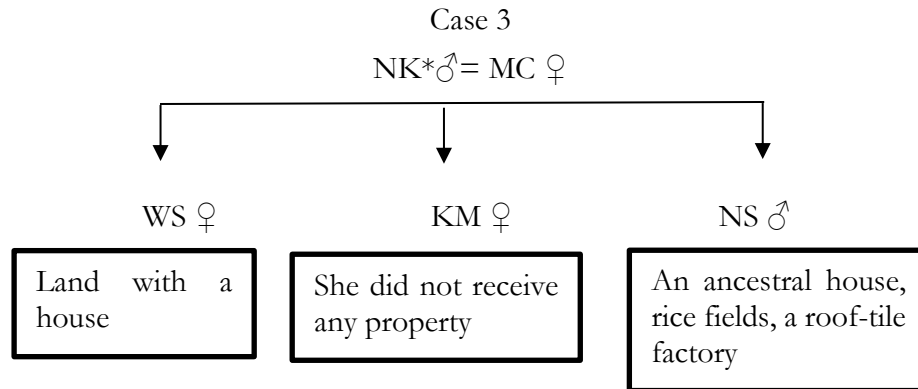 Case 3
NK*♂= MC ♀
WS ♀
KM ♀
NS ♂
Land with a
house
She did not receive
any property
An ancestral house,
rice fields, a roof-tile
factory